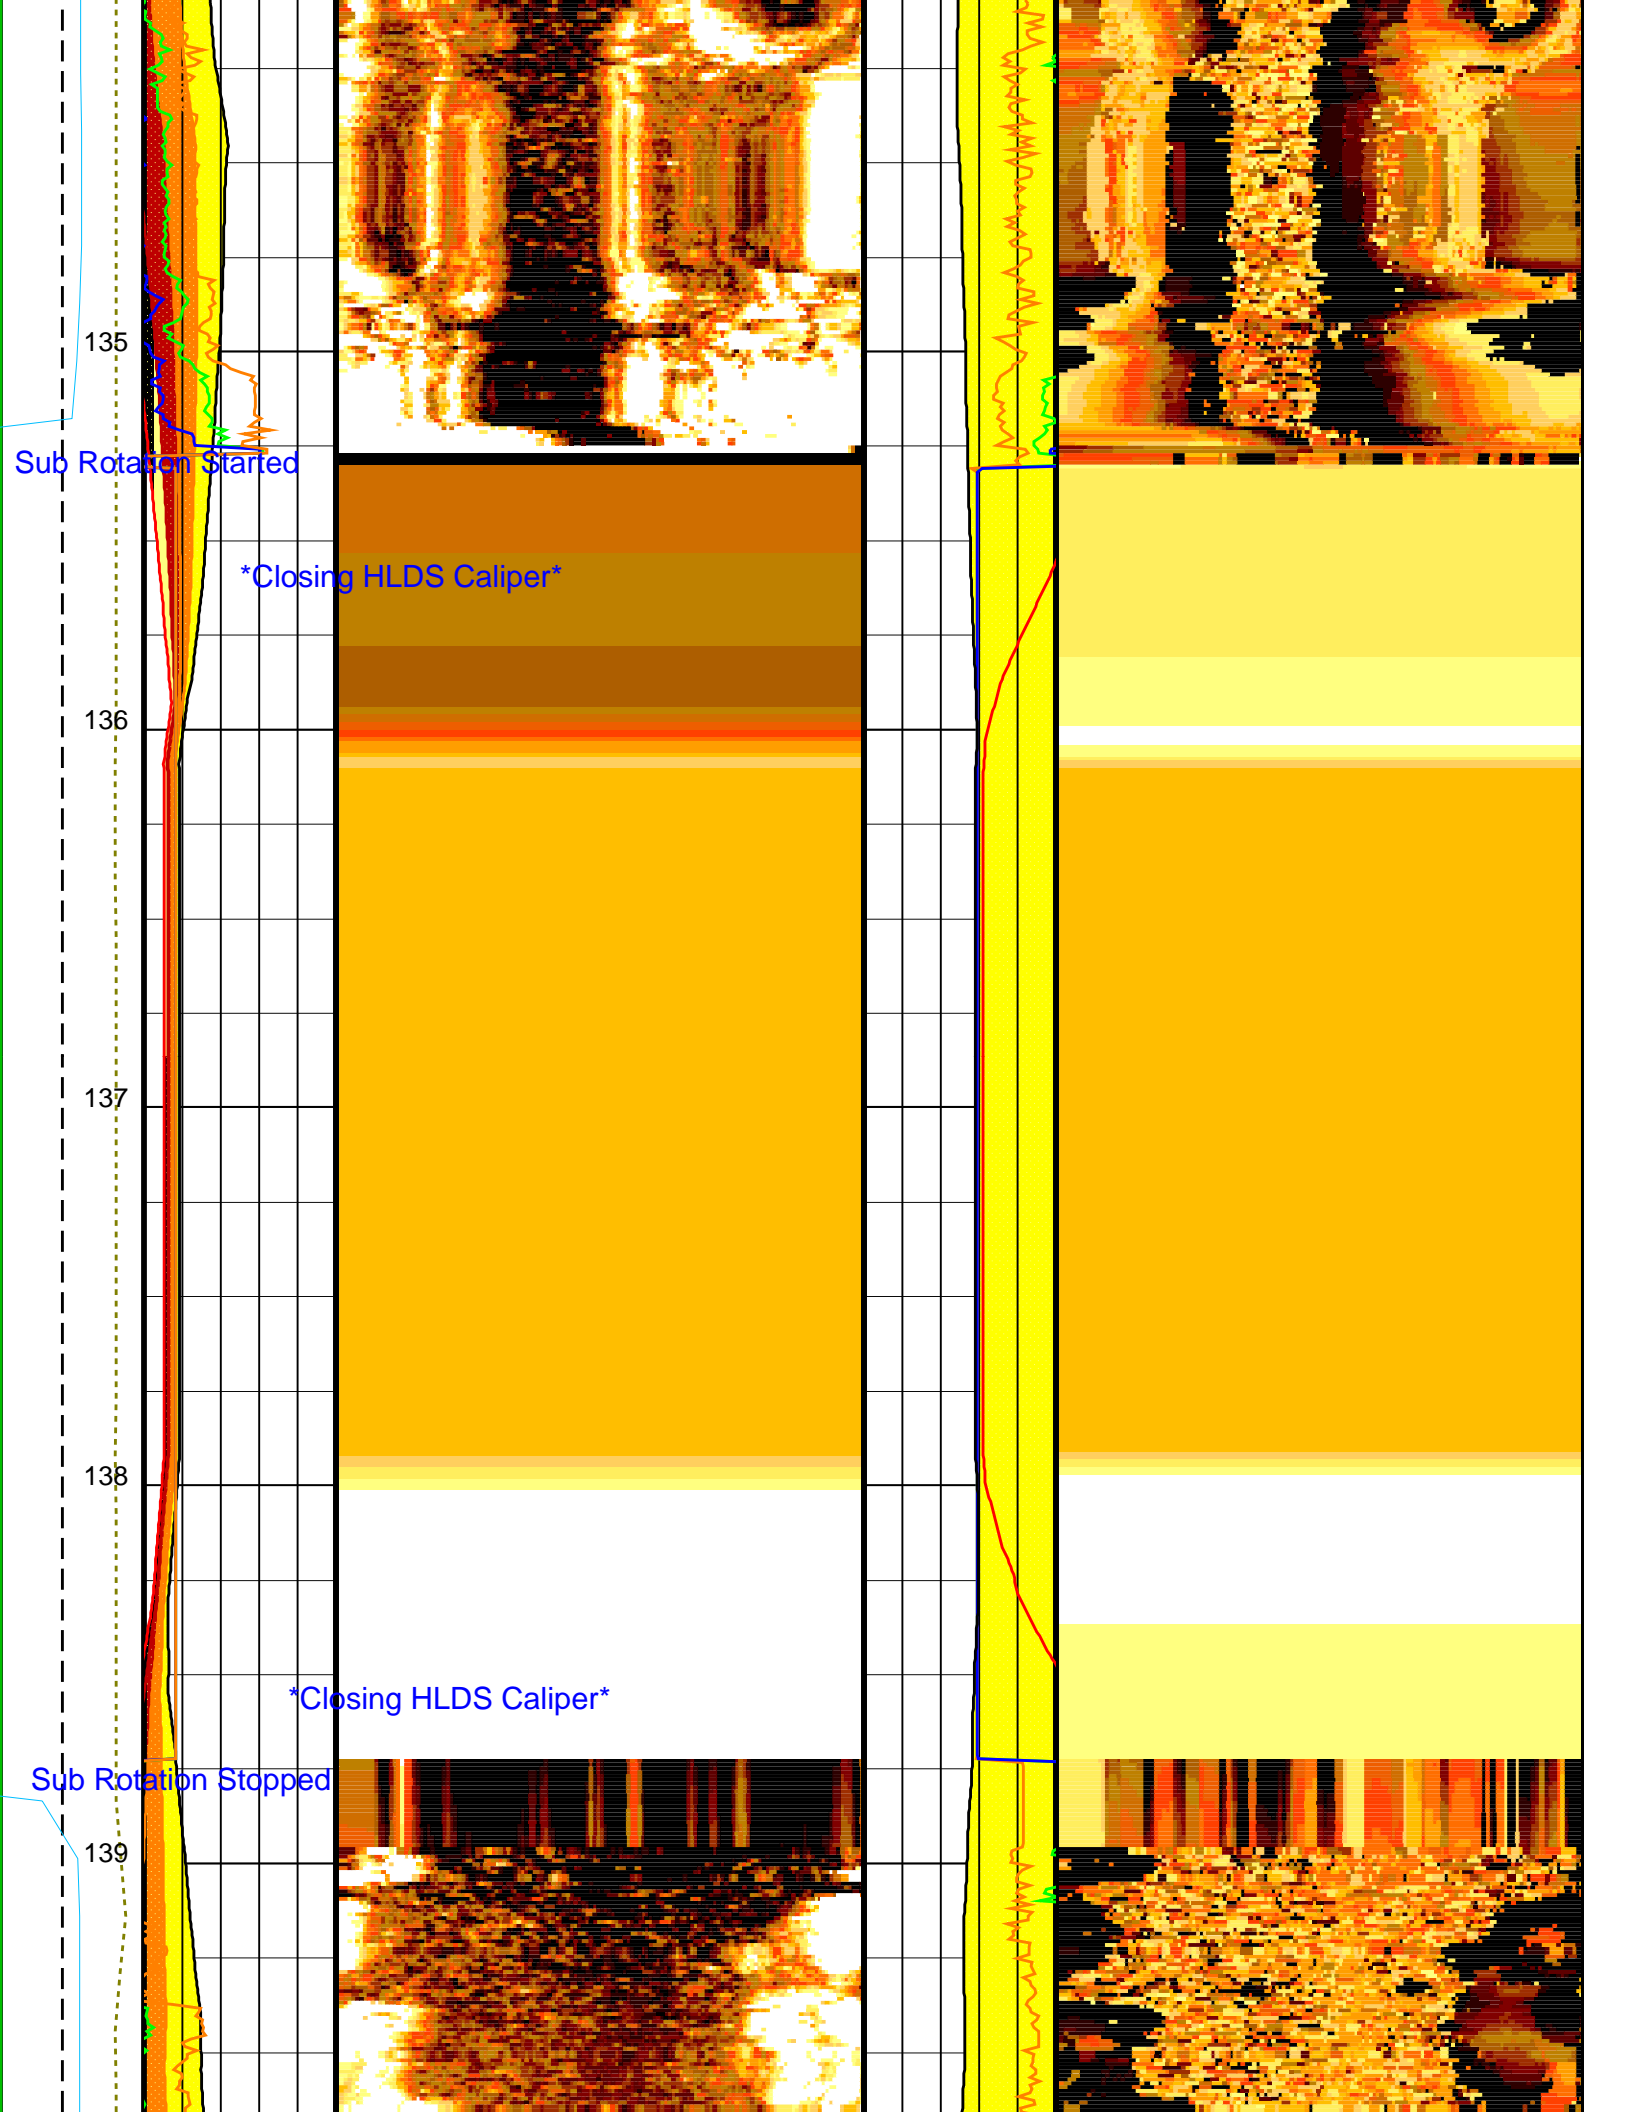 135
Sub Rotation Started
*Closing HLDS Caliper*
136
137
138
*Closing HLDS Caliper*
Sub Rotation Stopped
139